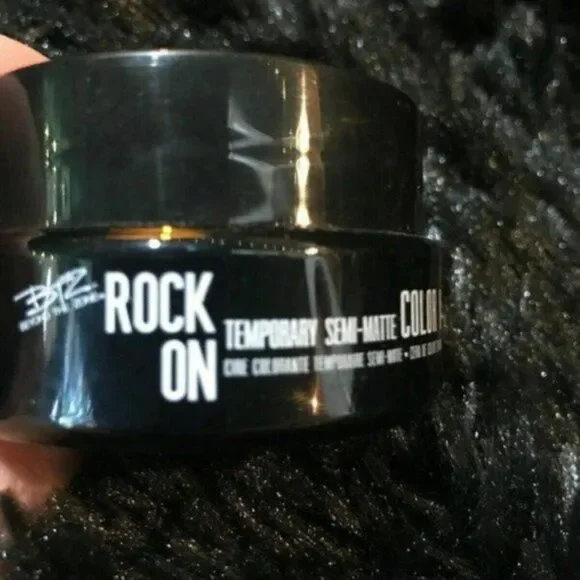 BTZ
ROCK
ON
TEMPORARY SEMI-MATTE COLOR
CIRE COLORANTE TEMPORAIRE SEMI-MATE •